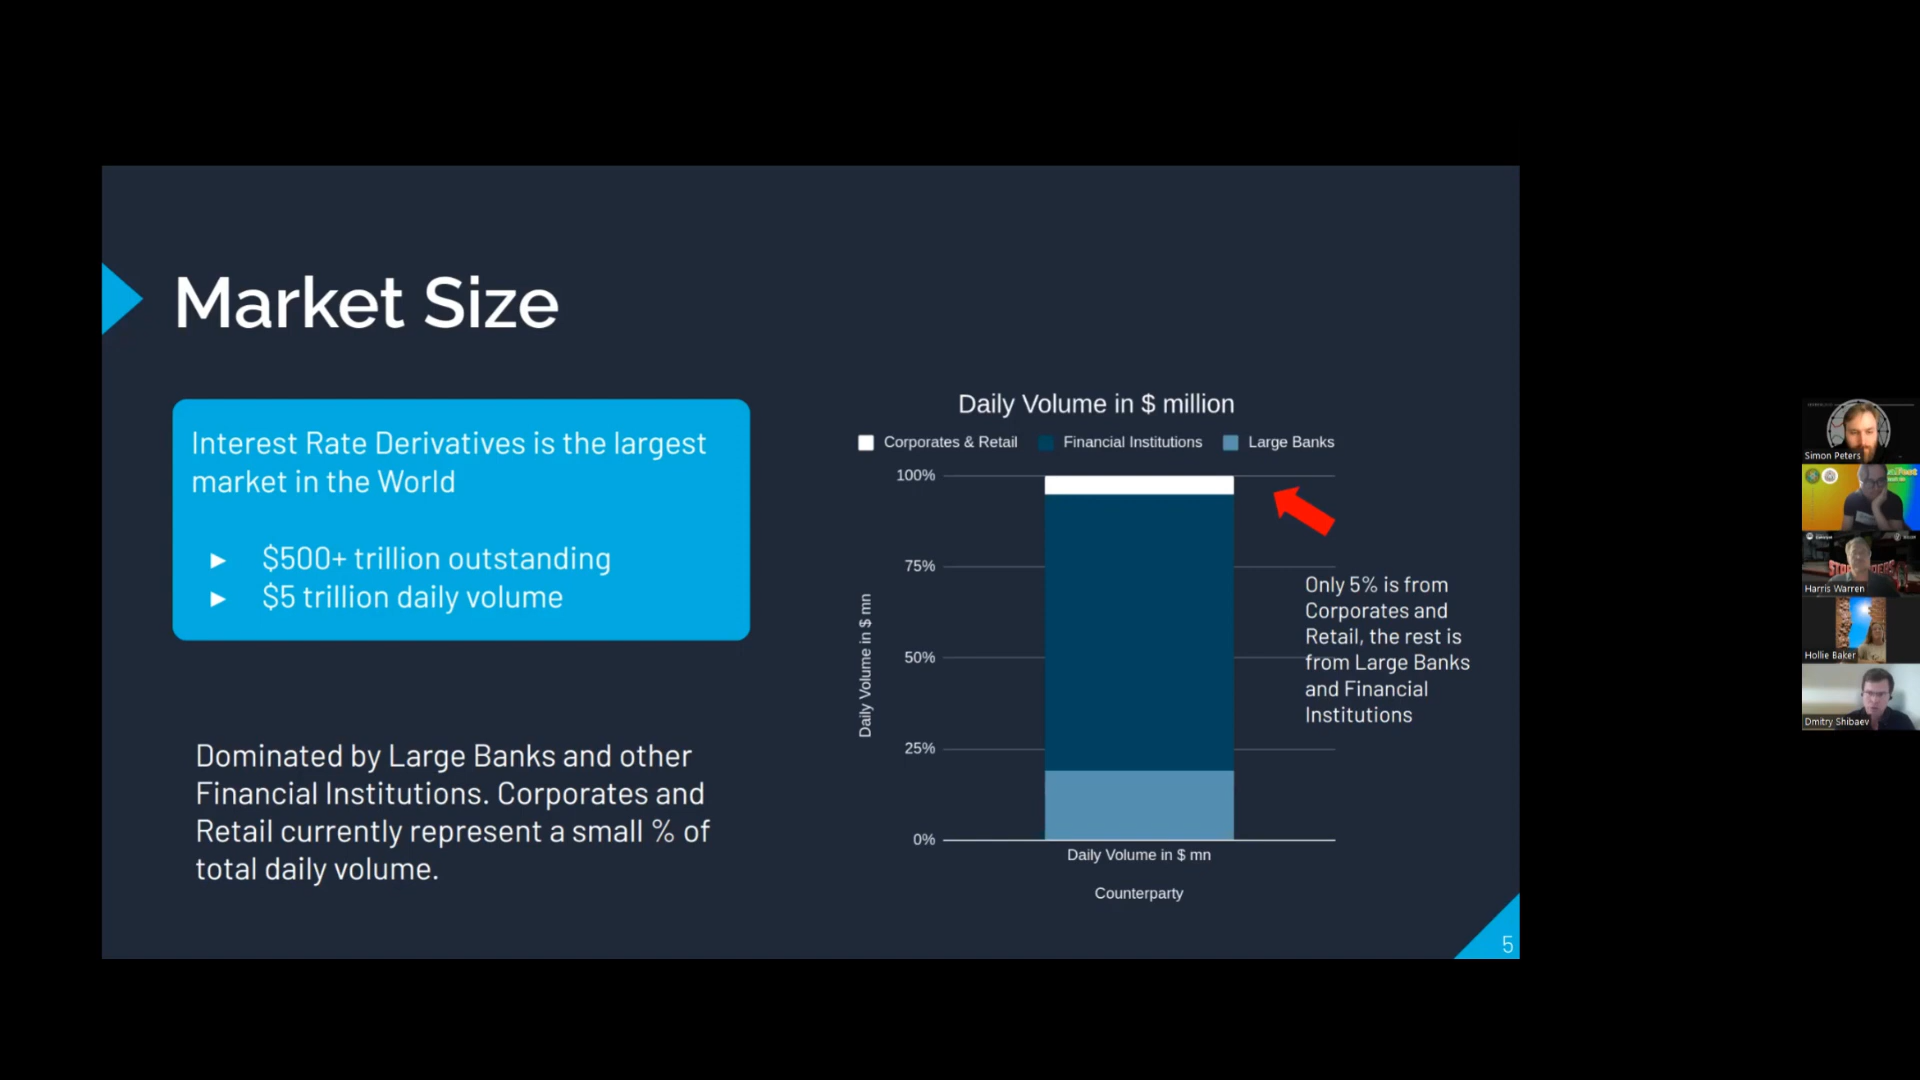 Market Size
Interest Rate Derivatives is the largest
market in the World
► $500+ trillion outstanding
► $5 trillion daily volume
Dominated by Large Banks and other
Financial Institutions. Corporates and
Retail currently represent a small % of
total daily volume.
Daily Volume in $ million
Corporates & Retail
Financial Institutions
Large Banks
100%
75%
50%
25%
0%
Daily Volume in $ mn
Daily Volume in $ mn
Counterparty
Only 5% is from
Corporates and
Retail, the rest is
from Large Banks
and Financial
Institutions
5
Simon Peters
Harris Warren
Hollie Baker
Dmitry Shibaev